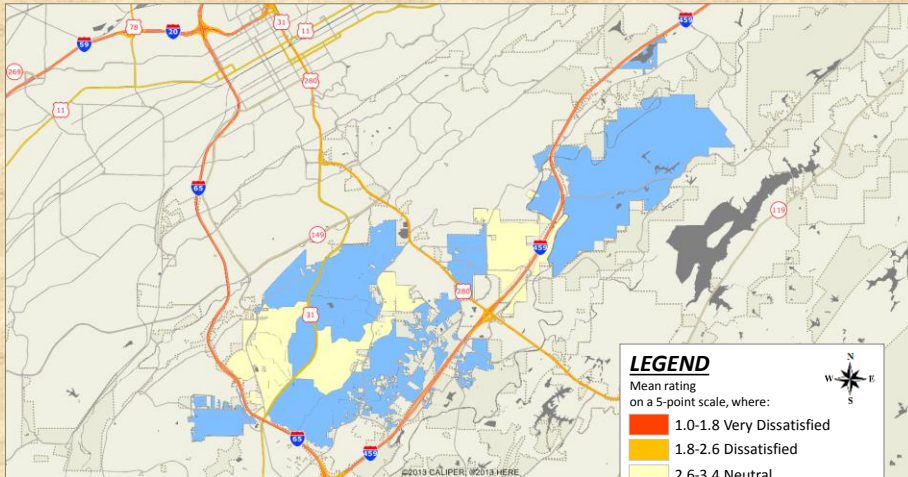 31
459
78
11
59
20
280
269
11
65
119
149
459
280
31
65
459
LEGEND
Mean rating
on a 5-point scale, where:
1.0-1.8 Very Dissatisfied
1.8-2.6 Dissatisfied
2.6-3.4 Neutral
N
W E
S
©2013 CALIPER; ©2013 HERE